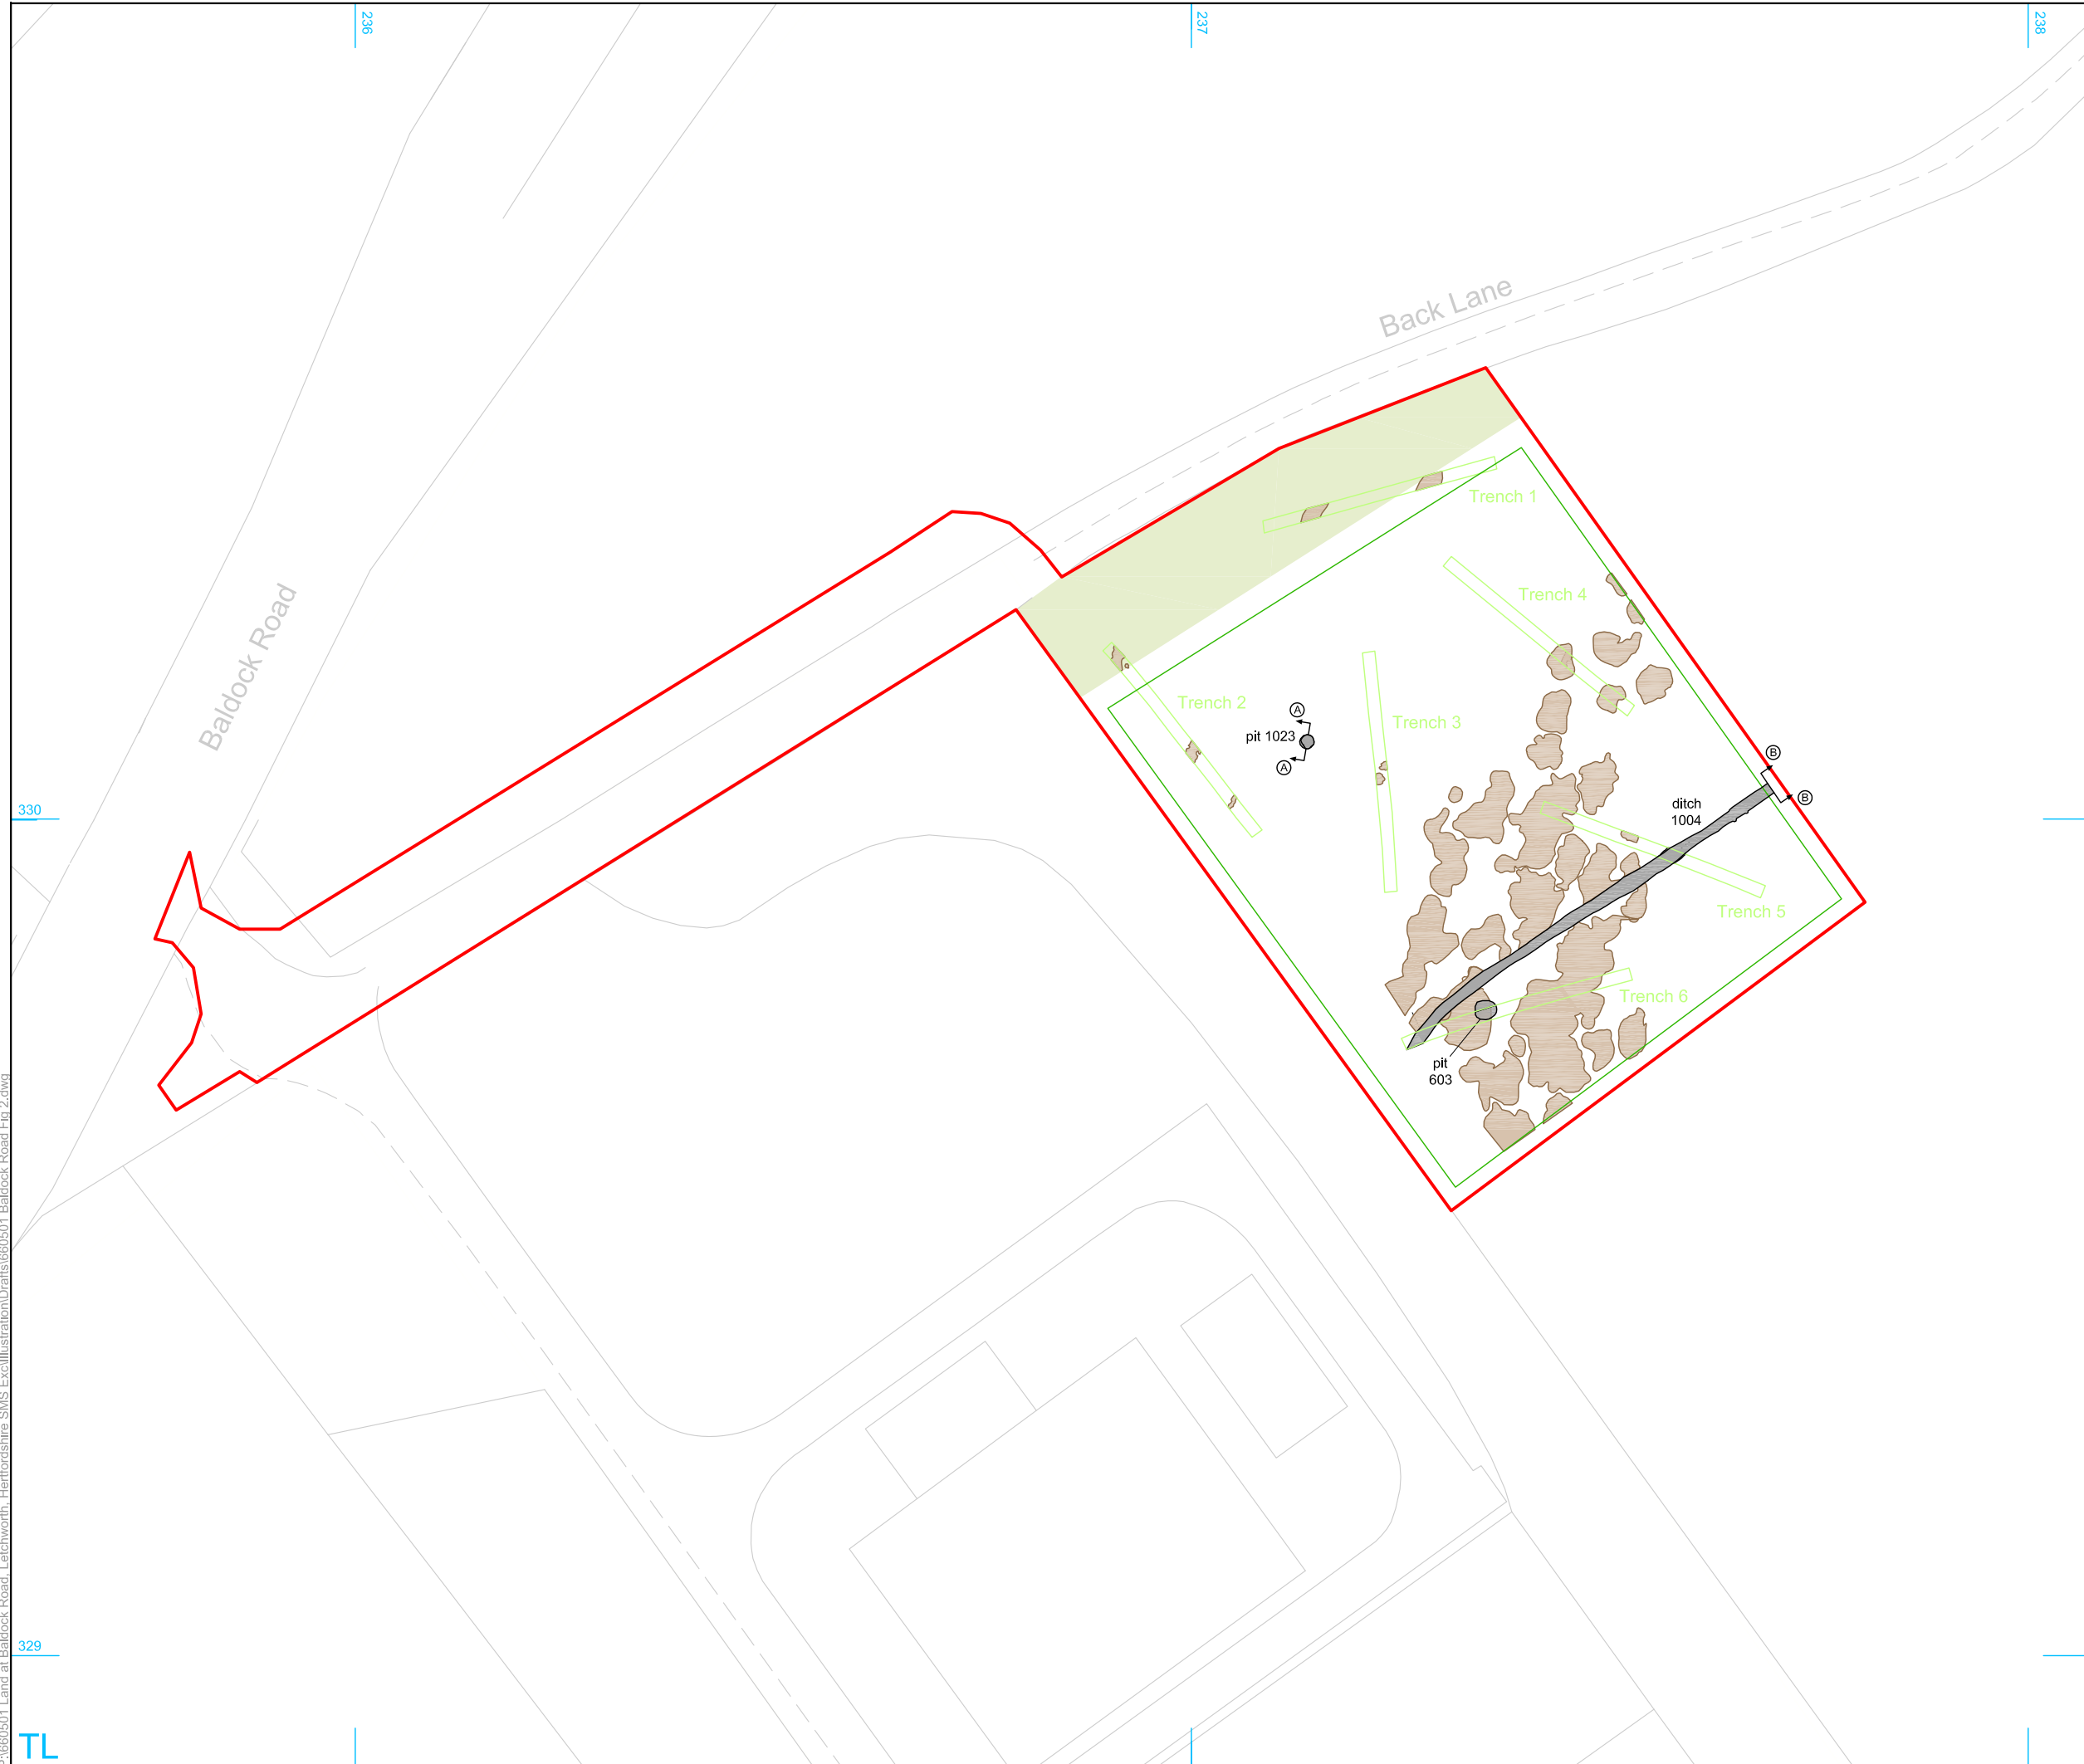 236
237
238
Back Lane
Baldock Road
Trench 1
Trench 4
Trench 2
Trench 3
A
pit 1023
A
B
B
ditch
1004
330
Trench 5
Trench 6
pit
603
329
TL
P:\660501 Land at Baldock Road, Letchworth, Hertfordshire SMS Exc\Illustration\Drafts\660501 Baldock Road Fig 2.dwg